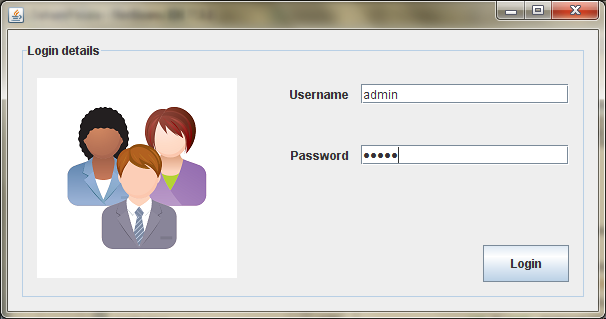 Login details
Username admin
Password •••••
Login